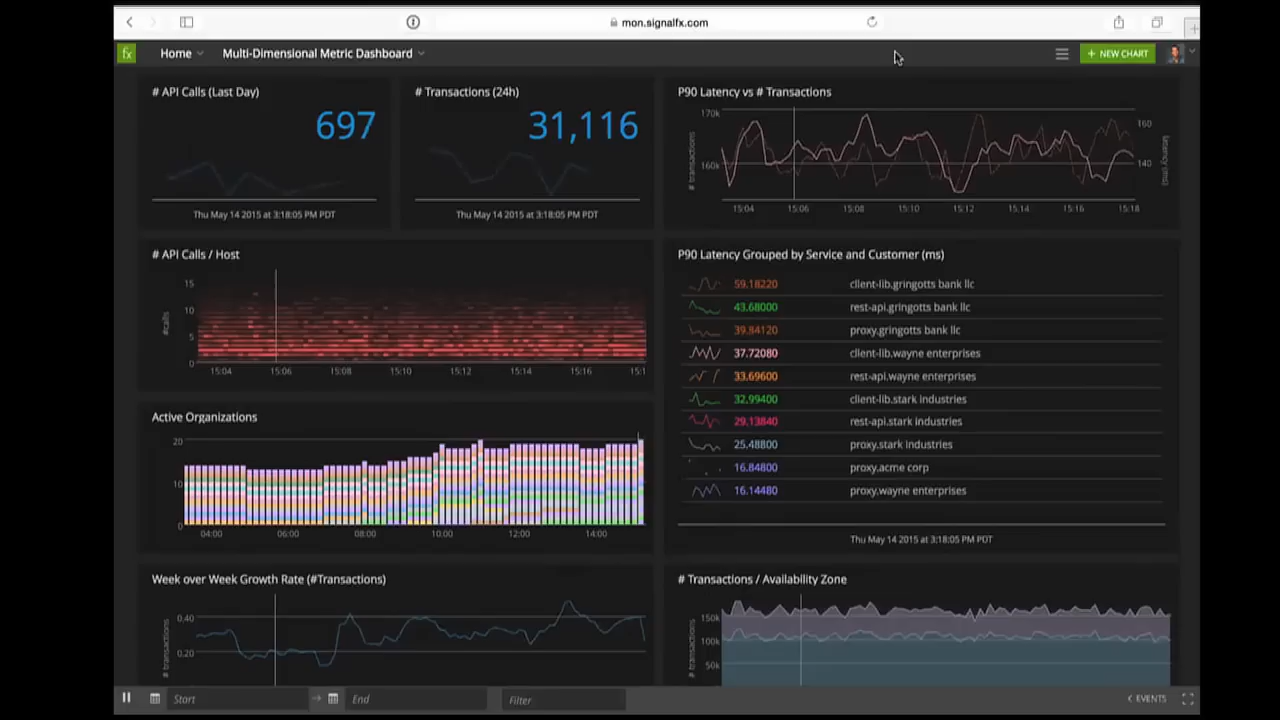 mon.signalfx.com
fx Home Multi-Dimensional Metric Dashboard + NEW CHART
# API Calls (Last Day)
697
Thu May 14 2015 at 3:18:05 PM PDT
# Transactions (24h)
31,116
Thu May 14 2015 at 3:18:05 PM PDT
P90 Latency vs # Transactions
170k
160k
# transactions
160
140
latency (ms)
15:04 15:06 15:08 15:10 15:12 15:14 15:16 15:18
# API Calls / Host
15
10
5
0
#calls
15:04 15:06 15:08 15:10 15:12 15:14 15:16 15:1
P90 Latency Grouped by Service and Customer (ms)
59.18220 client-lib.gringotts bank llc
43.68000 rest-api.gringotts bank llc
39.84120 proxy.gringotts bank llc
37.72080 client-lib.wayne enterprises
33.69600 rest-api.wayne enterprises
32.99400 client-lib.stark industries
29.13840 rest-api.stark industries
25.48800 proxy.stark industries
16.84800 proxy.acme corp
16.14480 proxy.wayne enterprises
Thu May 14 2015 at 3:18:05 PM PDT
Active Organizations
20
10
0
04:00 06:00 08:00 10:00 12:00 14:00
Week over Week Growth Rate (#Transactions)
0.40
0.20
# transactions
# Transactions / Availability Zone
150k
100k
50k
# transactions
Start End Filter EVENTS